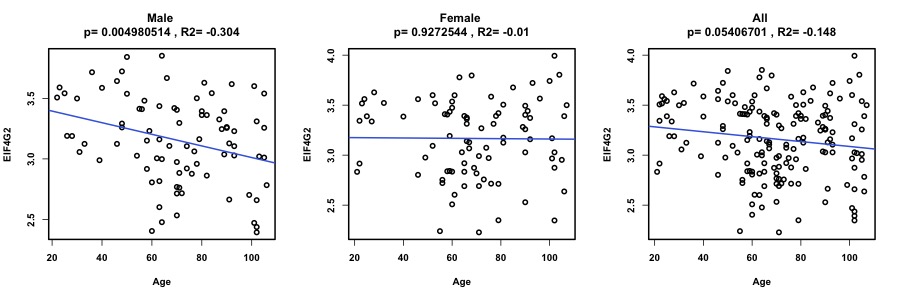 Male
p= 0.004980514 , R2= -0.304
EIF4G2
3.5
3.0
2.5
20 40 60 80 100
Age
Female
p= 0.9272544 , R2= -0.01
EIF4G2
4.0
3.5
3.0
2.5
20 40 60 80 100
Age
All
p= 0.05406701 , R2= -0.148
EIF4G2
4.0
3.5
3.0
2.5
20 40 60 80 100
Age